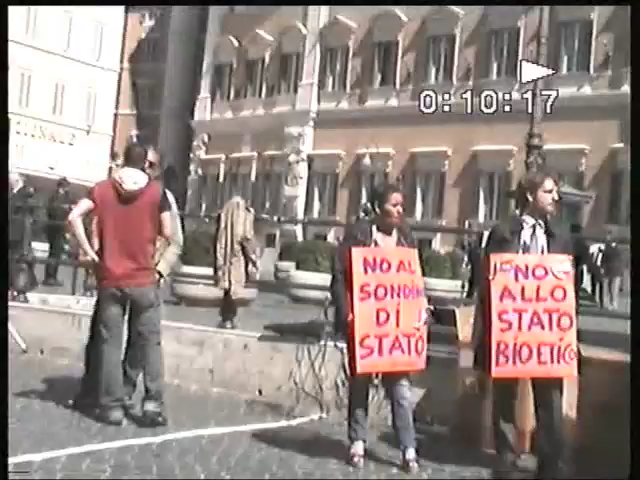 0:10:17
NO AL
SONDINO
DI
STATO
NO
ALLO
STATO
BIOETICO